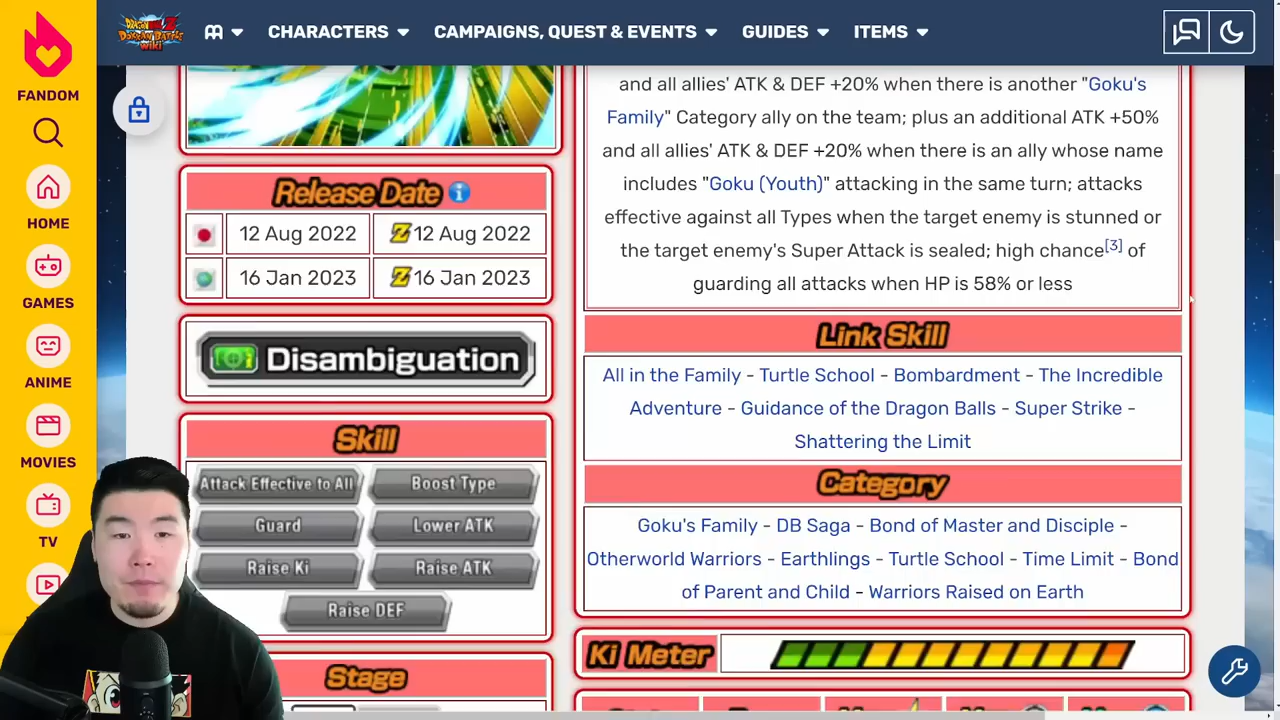 FANDOM
HOME
GAMES
ANIME
MOVIES
TV
DRAGON BALL Z
DOKKAN BATTLE
WIKI
CHARACTERS
CAMPAIGNS, QUEST & EVENTS
GUIDES
ITEMS
and all allies' ATK & DEF +20% when there is another "Goku's
Family" Category ally on the team; plus an additional ATK +50%
and all allies' ATK & DEF +20% when there is an ally whose name
includes "Goku (Youth)" attacking in the same turn; attacks
effective against all Types when the target enemy is stunned or
the target enemy's Super Attack is sealed; high chance[3] of
guarding all attacks when HP is 58% or less
Release Date i
12 Aug 2022 Z 12 Aug 2022
16 Jan 2023 Z 16 Jan 2023
Disambiguation
Skill
Attack Effective to All Boost Type
Guard Lower ATK
Raise Ki Raise ATK
Raise DEF
Stage
Link Skill
All in the Family - Turtle School - Bombardment - The Incredible
Adventure - Guidance of the Dragon Balls - Super Strike -
Shattering the Limit
Category
Goku's Family - DB Saga - Bond of Master and Disciple -
Otherworld Warriors - Earthlings - Turtle School - Time Limit - Bond
of Parent and Child - Warriors Raised on Earth
Ki Meter